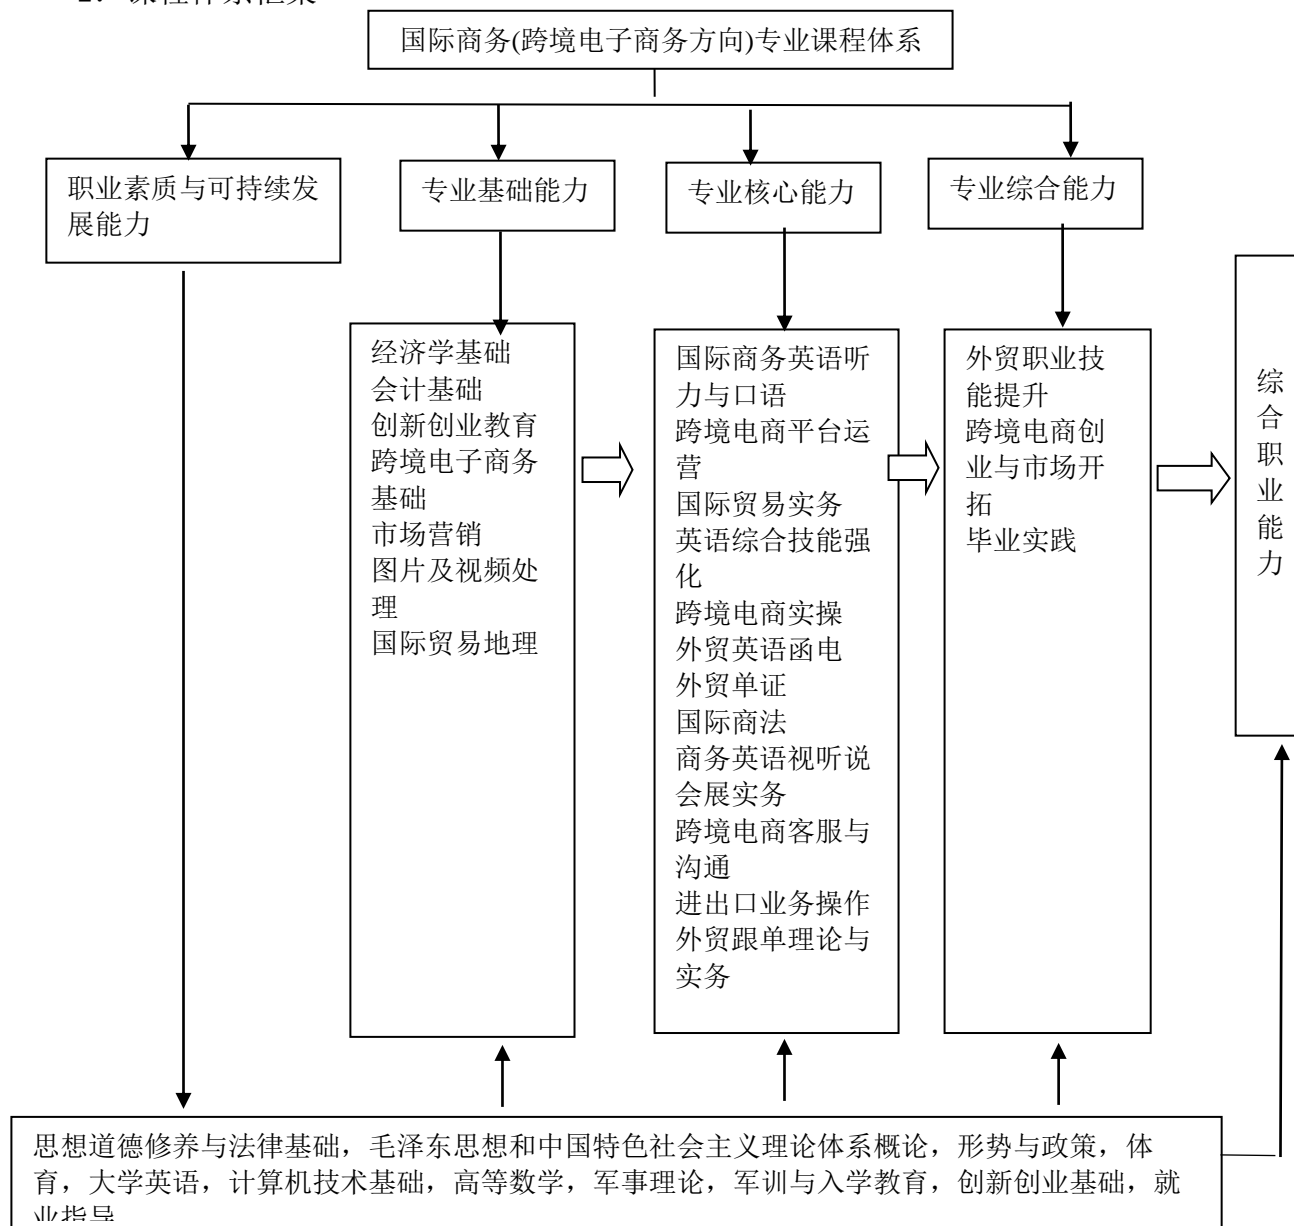 国际商务(跨境电子商务方向)专业课程体系
职业素质与可持续发
展能力
专业基础能力
专业核心能力
专业综合能力
经济学基础
会计基础
创新创业教育
跨境电子商务
基础
市场营销
图片及视频处
理
国际贸易地理
国际商务英语听
力与口语
跨境电商平台运
营
国际贸易实务
英语综合技能强
化
跨境电商实操
外贸英语函电
外贸单证
国际商法
商务英语视听说
会展实务
跨境电商客服与
沟通
进出口业务操作
外贸跟单理论与
实务
外贸职业技
能提升
跨境电商创
业与市场开
拓
毕业实践
综
合
职
业
能
力
思想道德修养与法律基础，毛泽东思想和中国特色社会主义理论体系概论，形势与政策，体
育，大学英语，计算机技术基础，高等数学，军事理论，军训与入学教育，创新创业基础，就
业指导